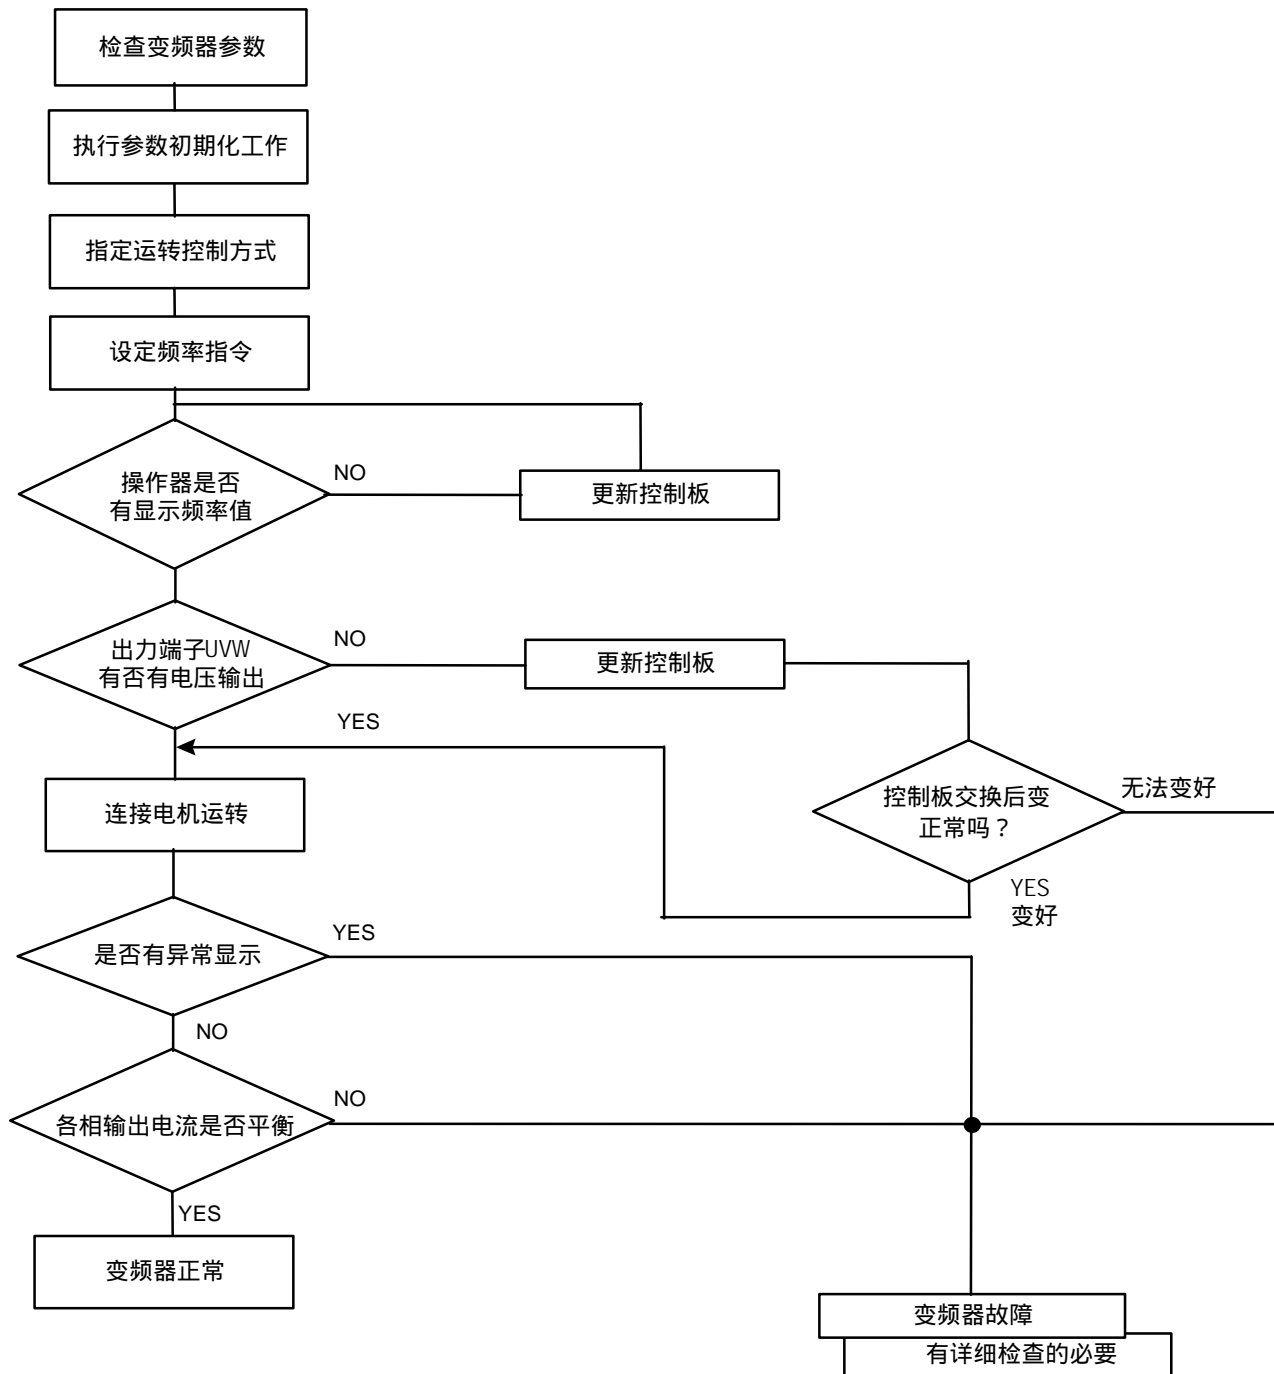 检查变频器参数
执行参数初期化工作
指定运转控制方式
设定频率指令
操作器是否
有显示频率值
NO
更新控制板
出力端子UVW
有否有电压输出
NO
更新控制板
YES
连接电机运转
控制板交换后变
正常吗？
无法变好
YES
变好
是否有异常显示
YES
NO
各相输出电流是否平衡
NO
YES
变频器正常
变频器故障
有详细检查的必要